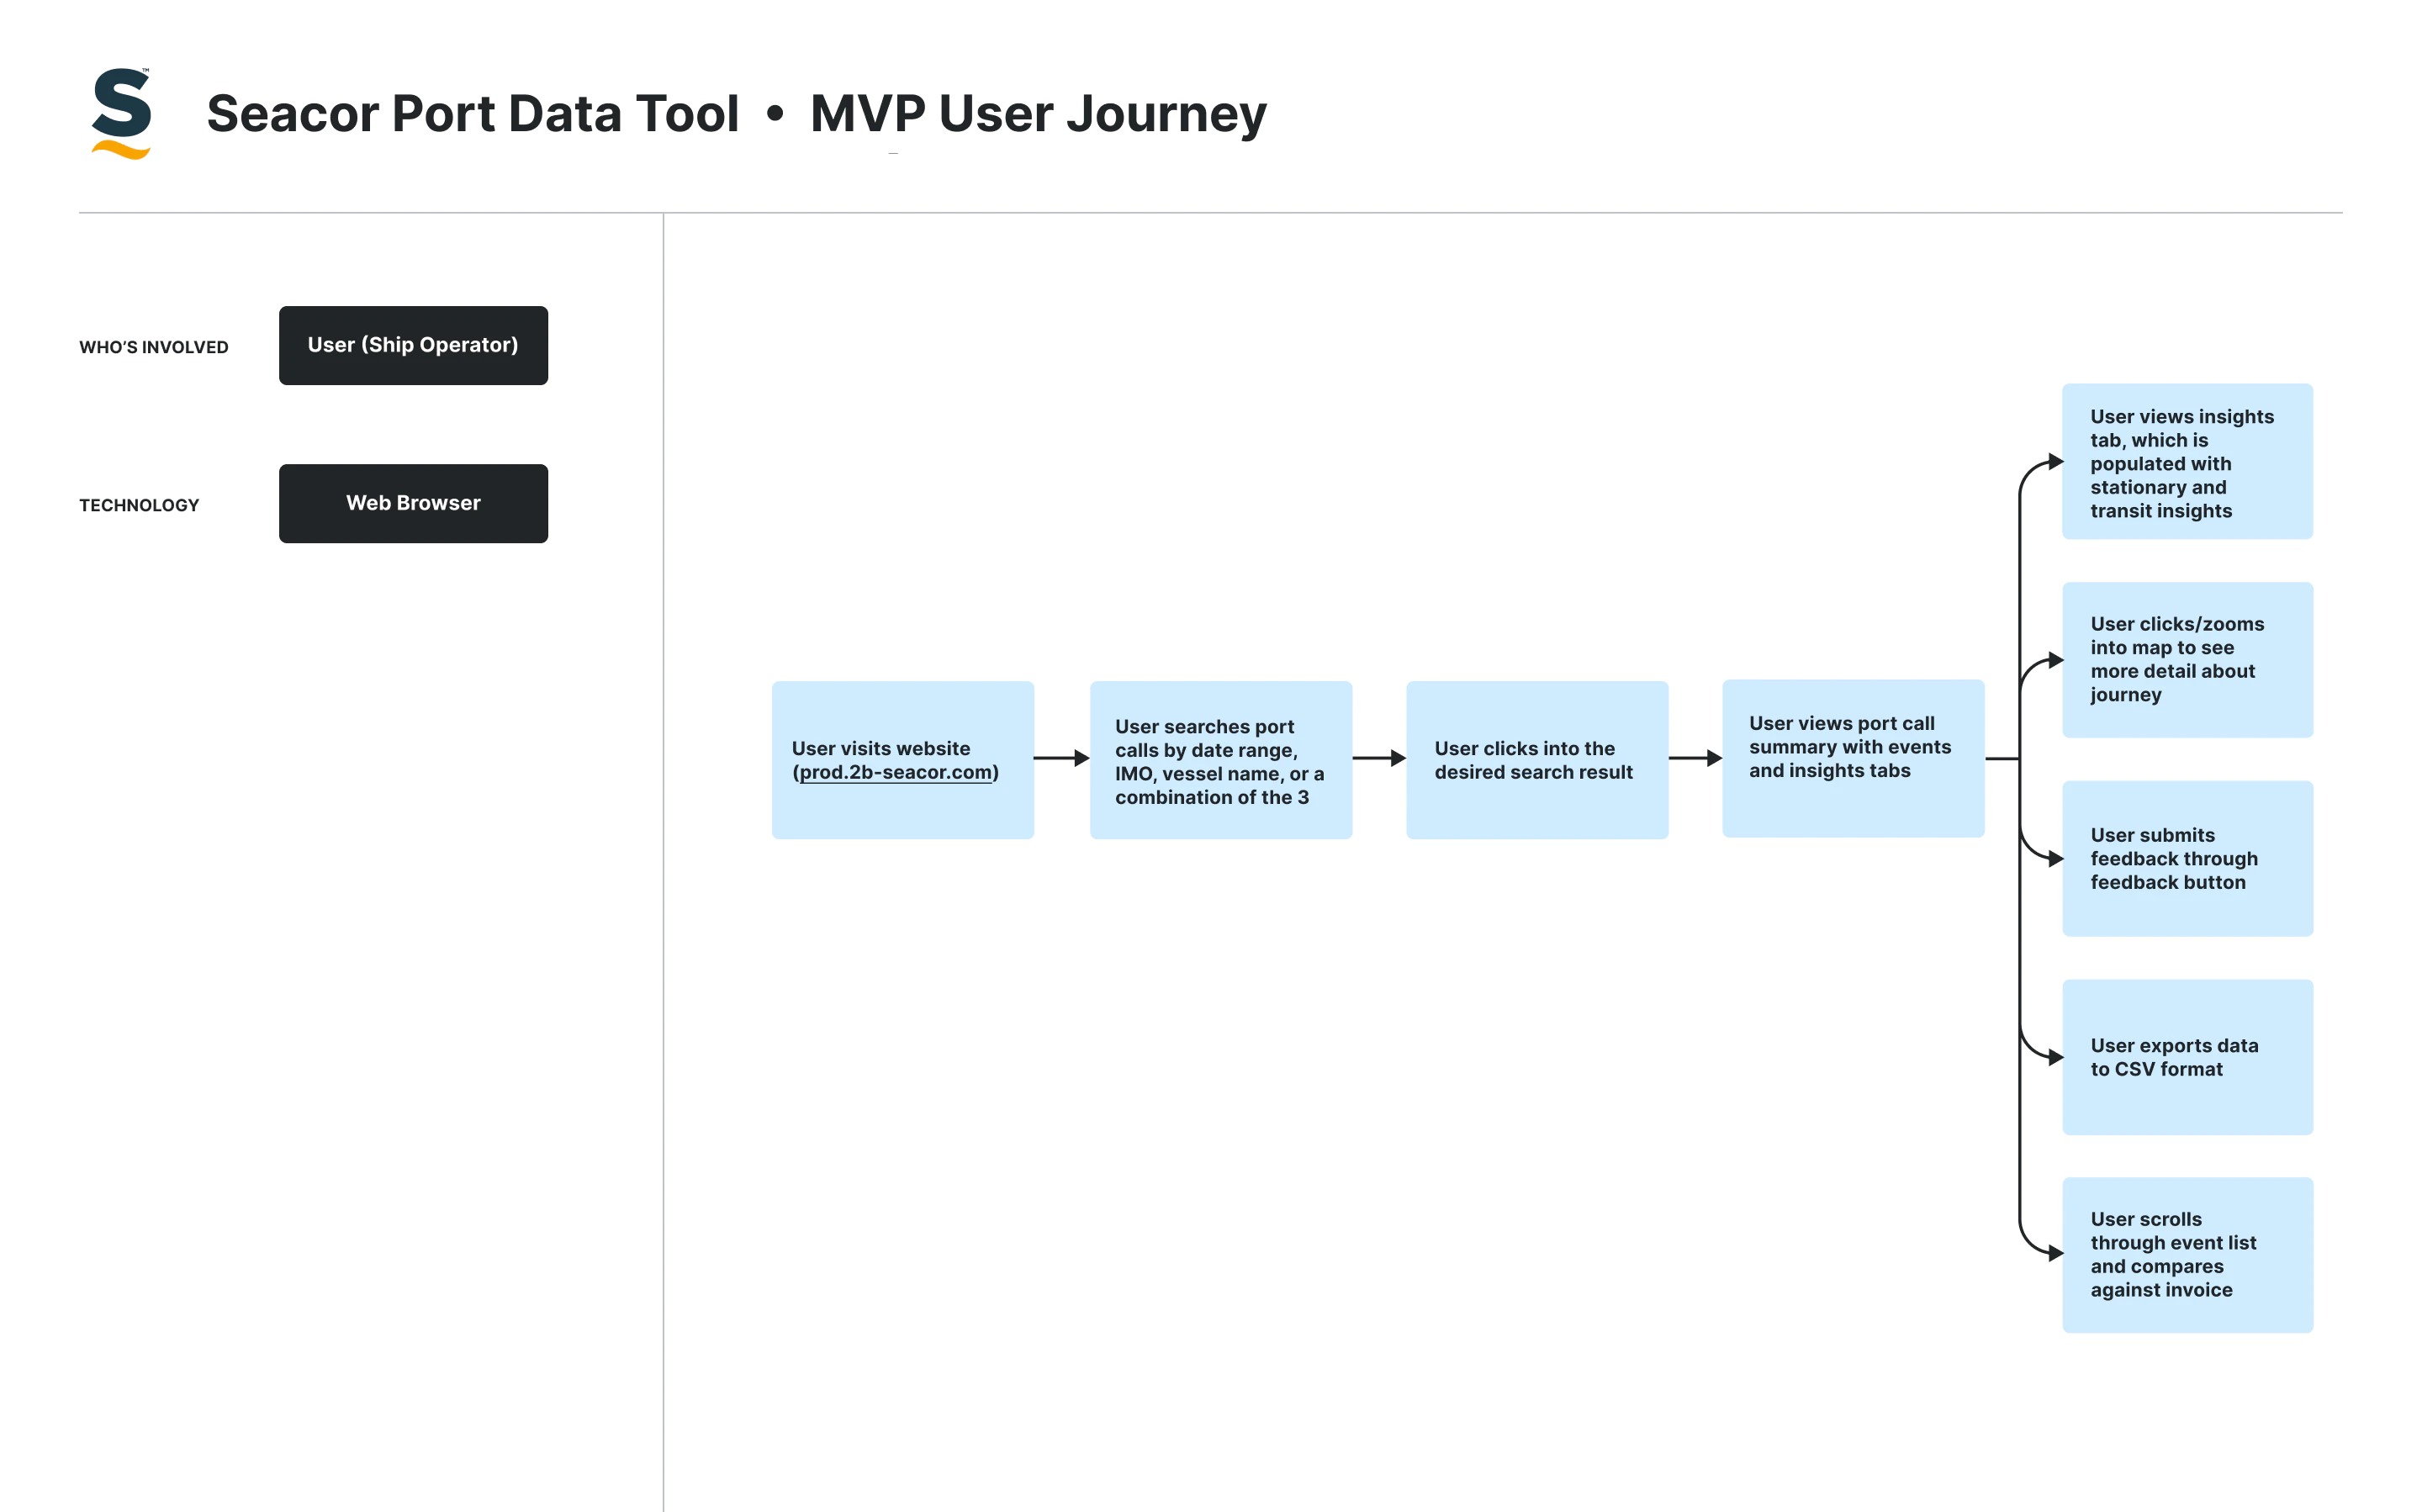 S™
Seacor Port Data Tool • MVP User Journey
WHO'S INVOLVED
User (Ship Operator)
TECHNOLOGY
Web Browser
User visits website
(prod.2b-seacor.com)
User searches port
calls by date range,
IMO, vessel name, or a
combination of the 3
User clicks into the
desired search result
User views port call
summary with events
and insights tabs
User views insights
tab, which is
populated with
stationary and
transit insights
User clicks/zooms
into map to see
more detail about
journey
User submits
feedback through
feedback button
User exports data
to CSV format
User scrolls
through event list
and compares
against invoice